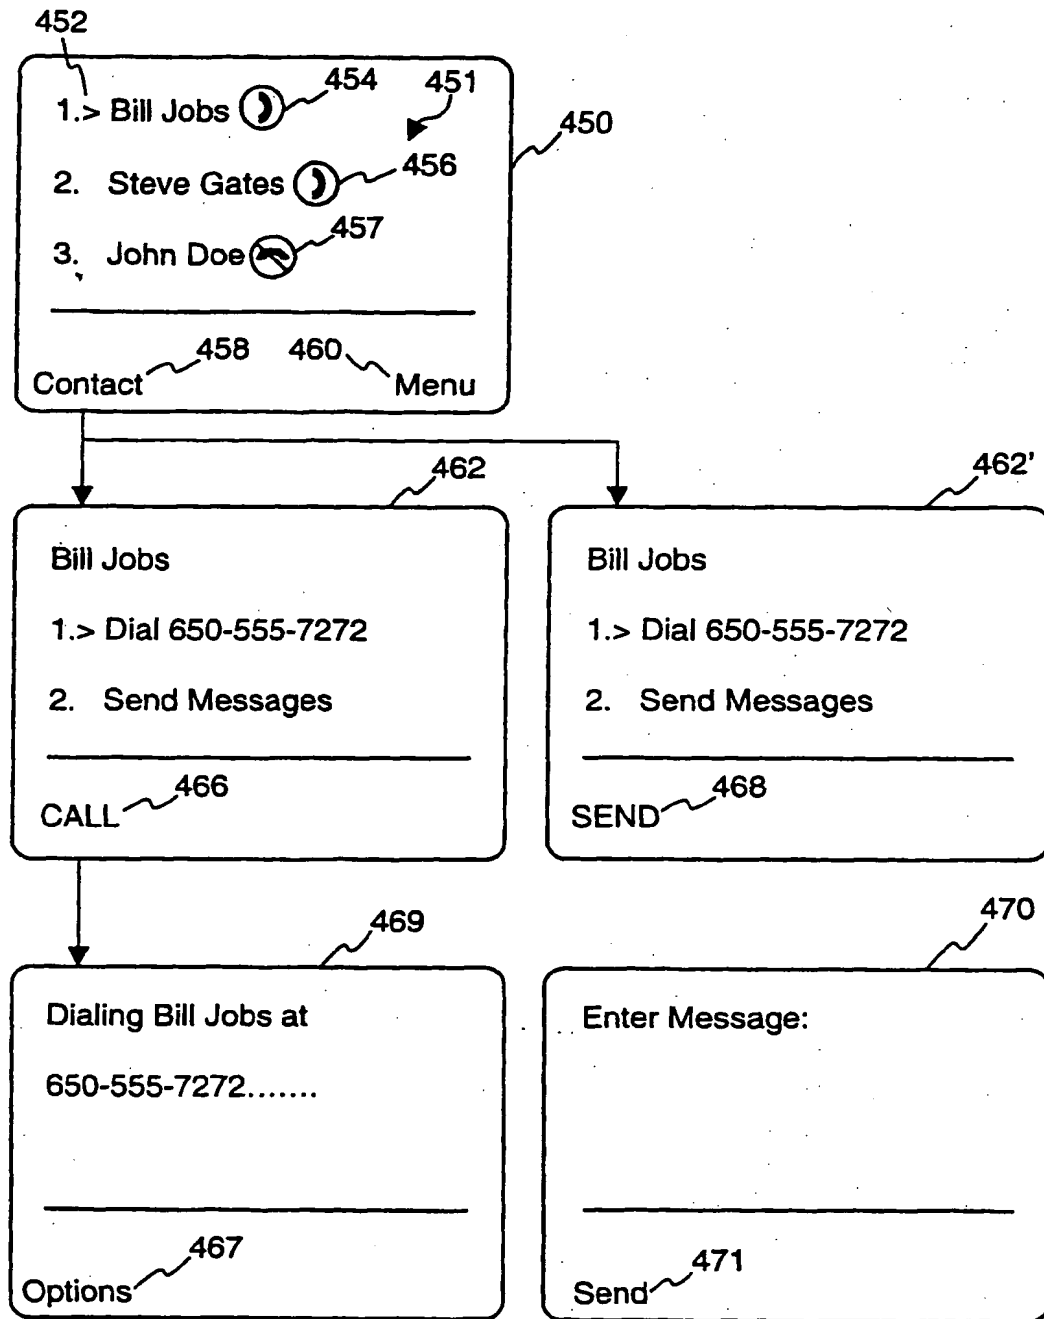 452
454
451
1.> Bill Jobs
450
2. Steve Gates
456
3. John Doe
457
458
460
Contact
Menu
462
462'
Bill Jobs
1.> Dial 650-555-7272
2. Send Messages
466
CALL
Bill Jobs
1.> Dial 650-555-7272
2. Send Messages
468
SEND
469
470
Dialing Bill Jobs at
650-555-7272.......
467
Options
Enter Message:
471
Send